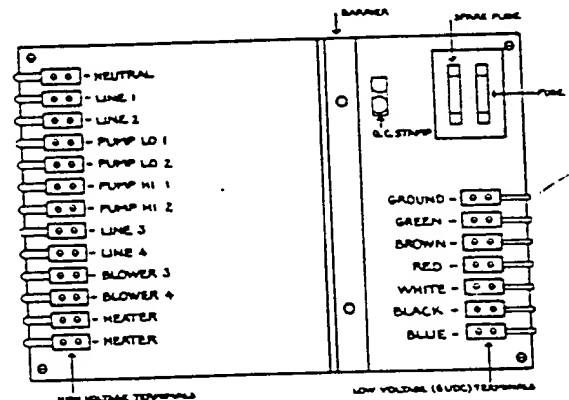 BARRIER
SPARE FUSE
FUSE
Q.C. STAMP
NEUTRAL
LINE 1
LINE 2
PUMP LO 1
PUMP LO 2
PUMP HI 1
PUMP HI 2
LINE 3
LINE 4
BLOWER 3
BLOWER 4
HEATER
HEATER
GROUND
GREEN
BROWN
RED
WHITE
BLACK
BLUE
HIGH VOLTAGE TERMINALS
LOW VOLTAGE (6VDC) TERMINALS